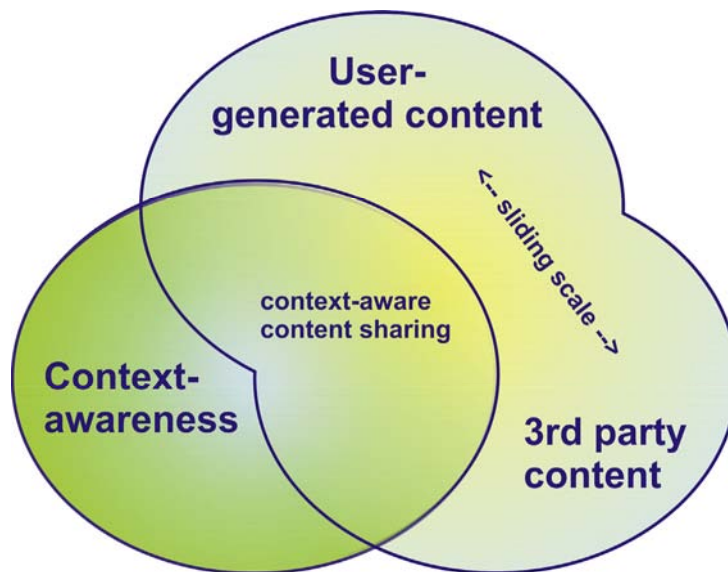 User-
generated content
<-- sliding scale -->
context-aware
content sharing
Context-
awareness
3rd party
content